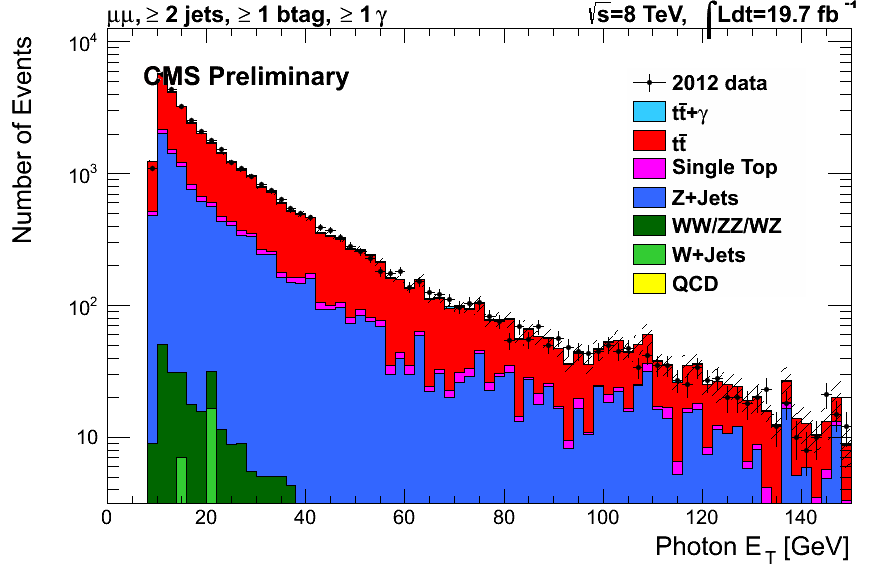 μμ, ≥ 2 jets, ≥ 1 btag, ≥ 1 γ
√s=8 TeV, ∫Ldt=19.7 fb⁻¹
CMS Preliminary
Number of Events
10⁴
10³
10²
10
2012 data
tt̄+γ
tt̄
Single Top
Z+Jets
WW/ZZ/WZ
W+Jets
QCD
0 20 40 60 80 100 120 140
Photon E_T [GeV]